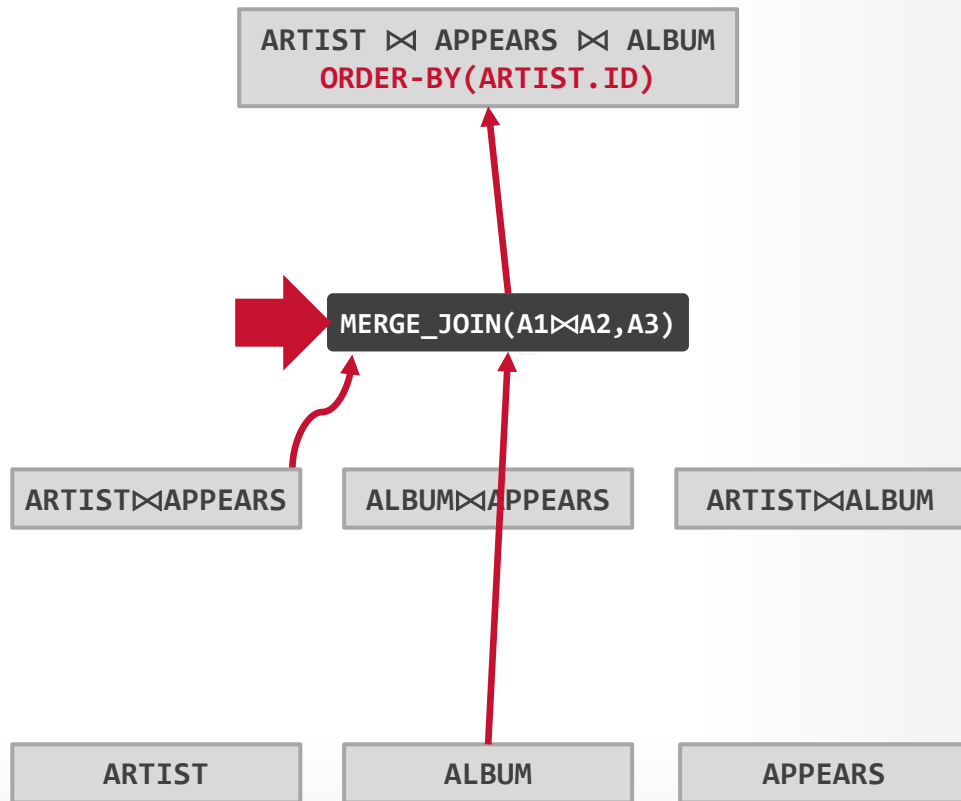 ARTIST ⋈ APPEARS ⋈ ALBUM
ORDER-BY(ARTIST.ID)
MERGE_JOIN(A1⋈A2,A3)
ARTIST⋈APPEARS
ALBUM⋈APPEARS
ARTIST⋈ALBUM
ARTIST
ALBUM
APPEARS